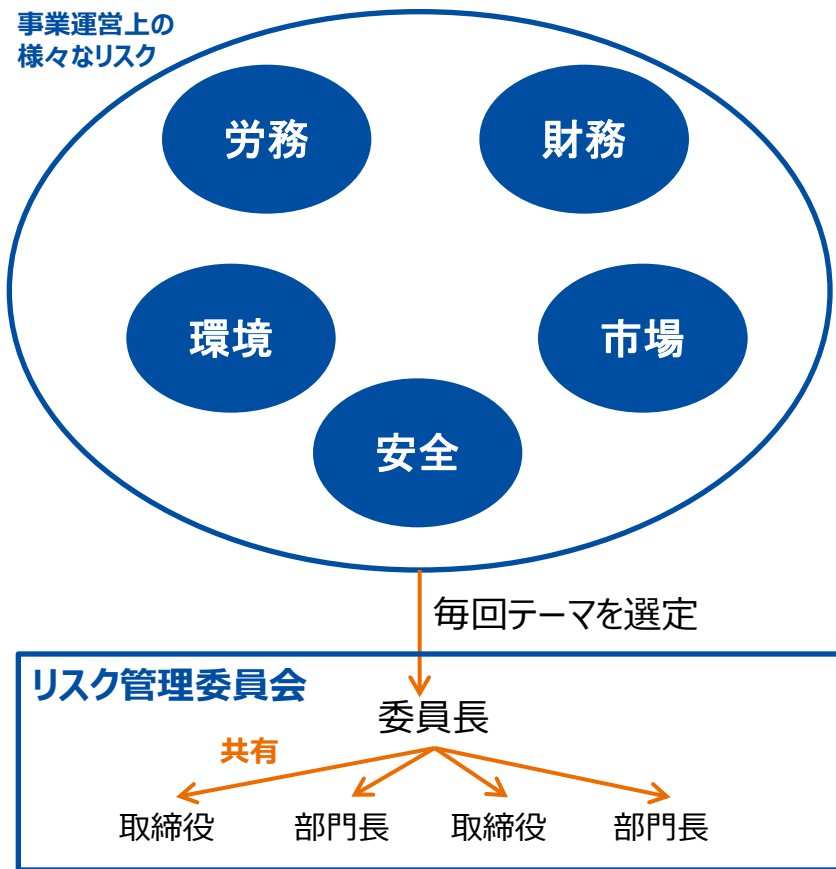 事業運営上の
様々なリスク
労務
財務
環境
市場
安全
毎回テーマを選定
リスク管理委員会
委員長
共有
取締役 部門長 取締役 部門長